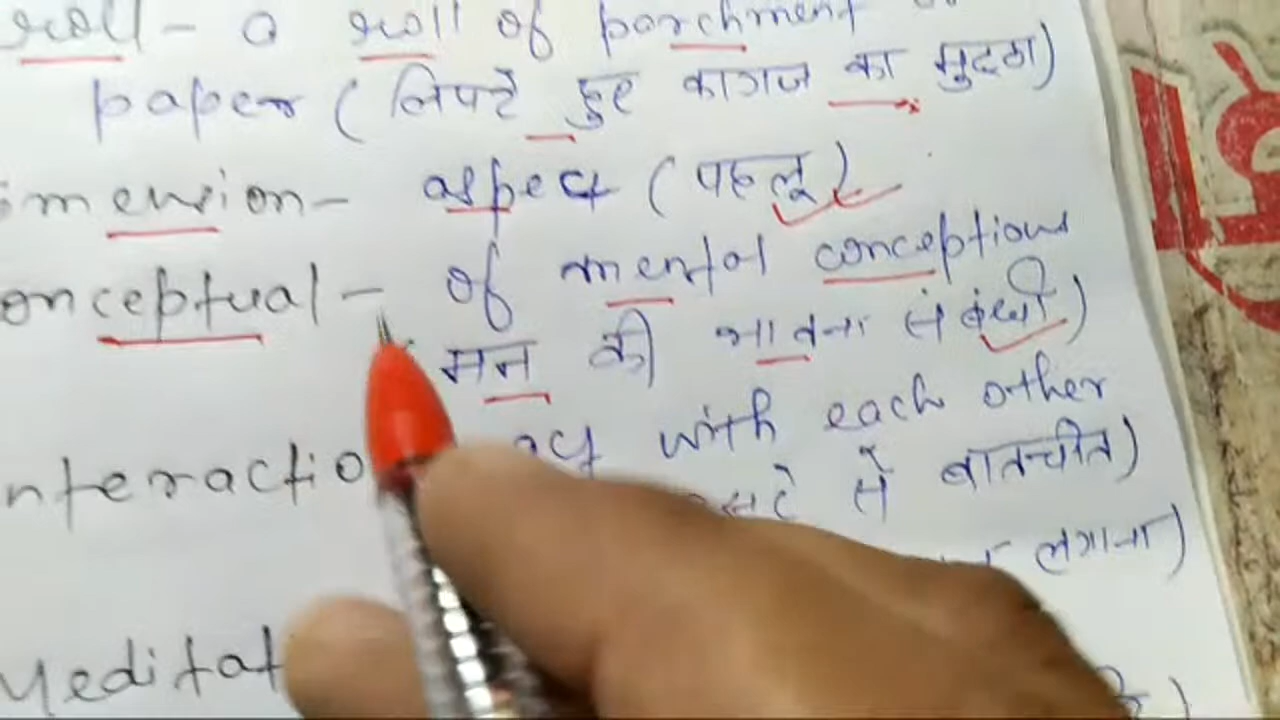 roll - a roll of parchment
paper (लिपटे हुए कागज का मुट्ठा)
imension - aspect (पहलू)
onceptual - of mental conceptions
मन की भावना से बंधी)
nteractio with each other
से बातचीत)
लगाना)
Meditat